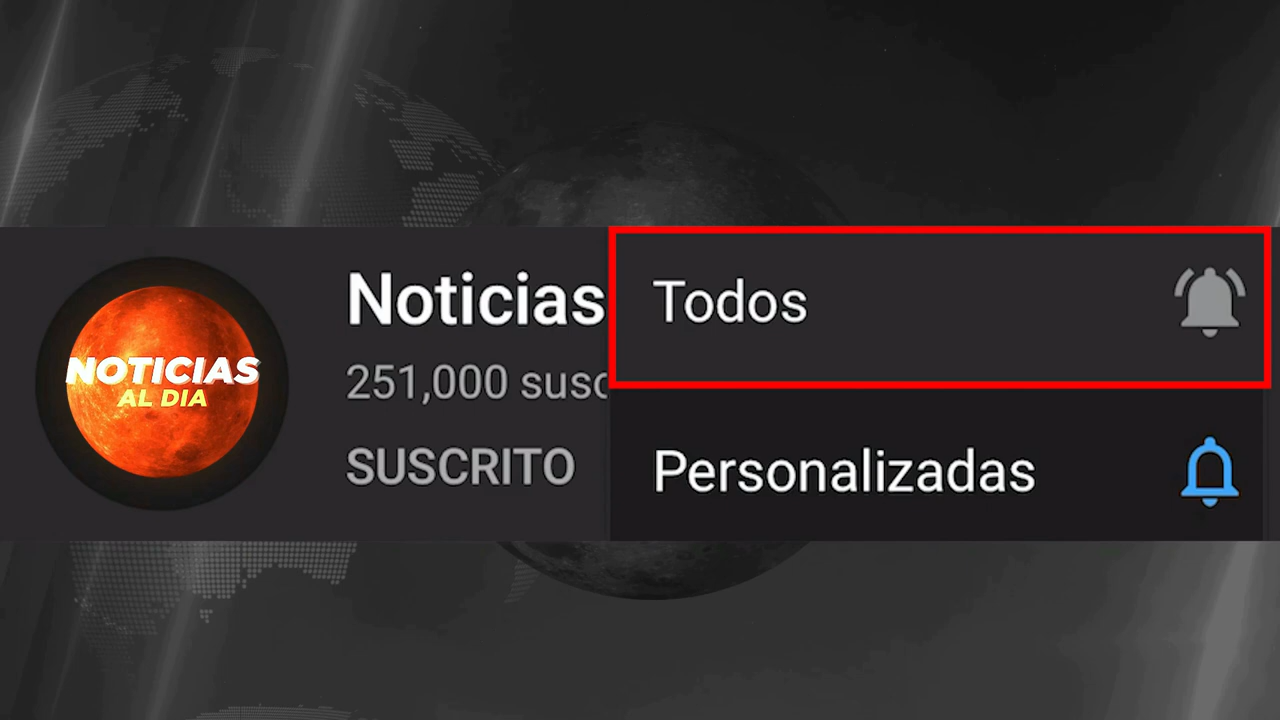 NOTICIAS
AL DIA
Noticias
251,000 susc
SUSCRITO
Todos
Personalizadas